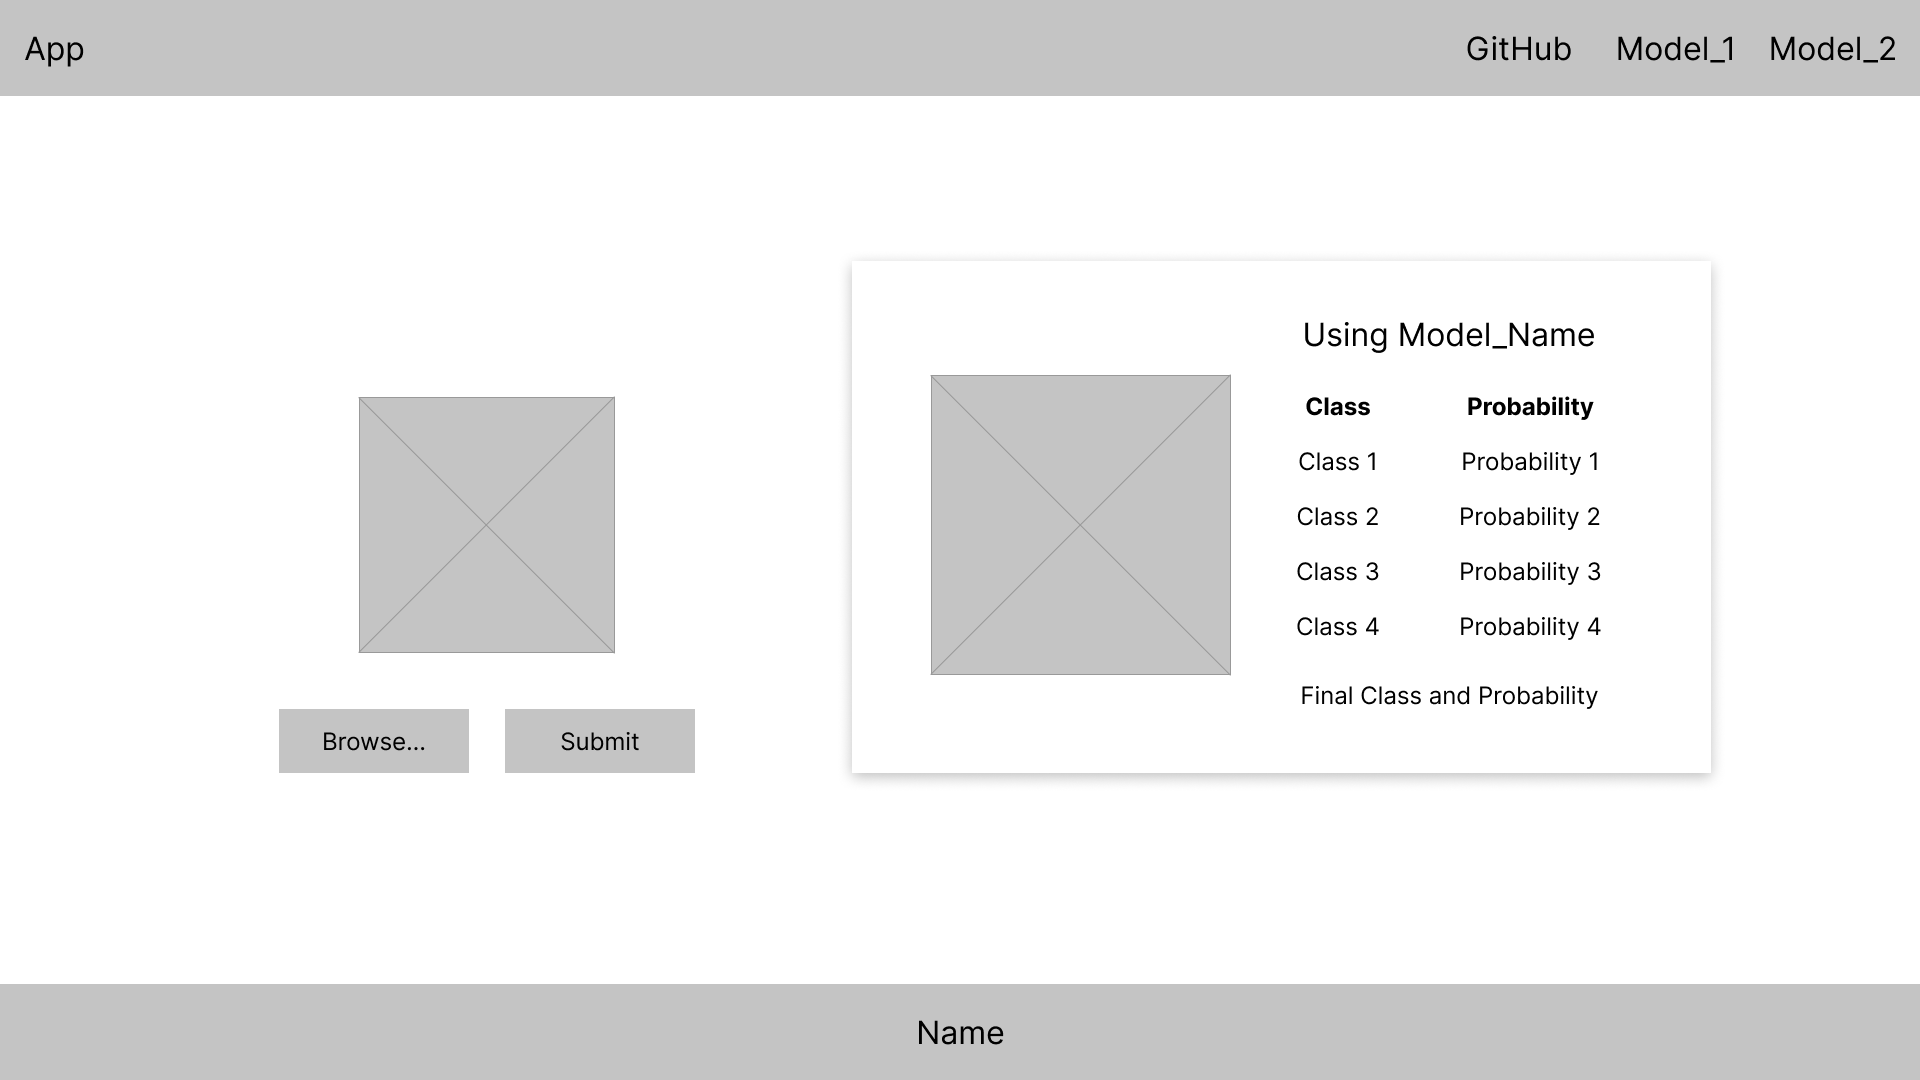 App GitHub Model_1 Model_2
Using Model_Name
Class Probability
Class 1 Probability 1
Class 2 Probability 2
Class 3 Probability 3
Class 4 Probability 4
Final Class and Probability
Browse... Submit
Name